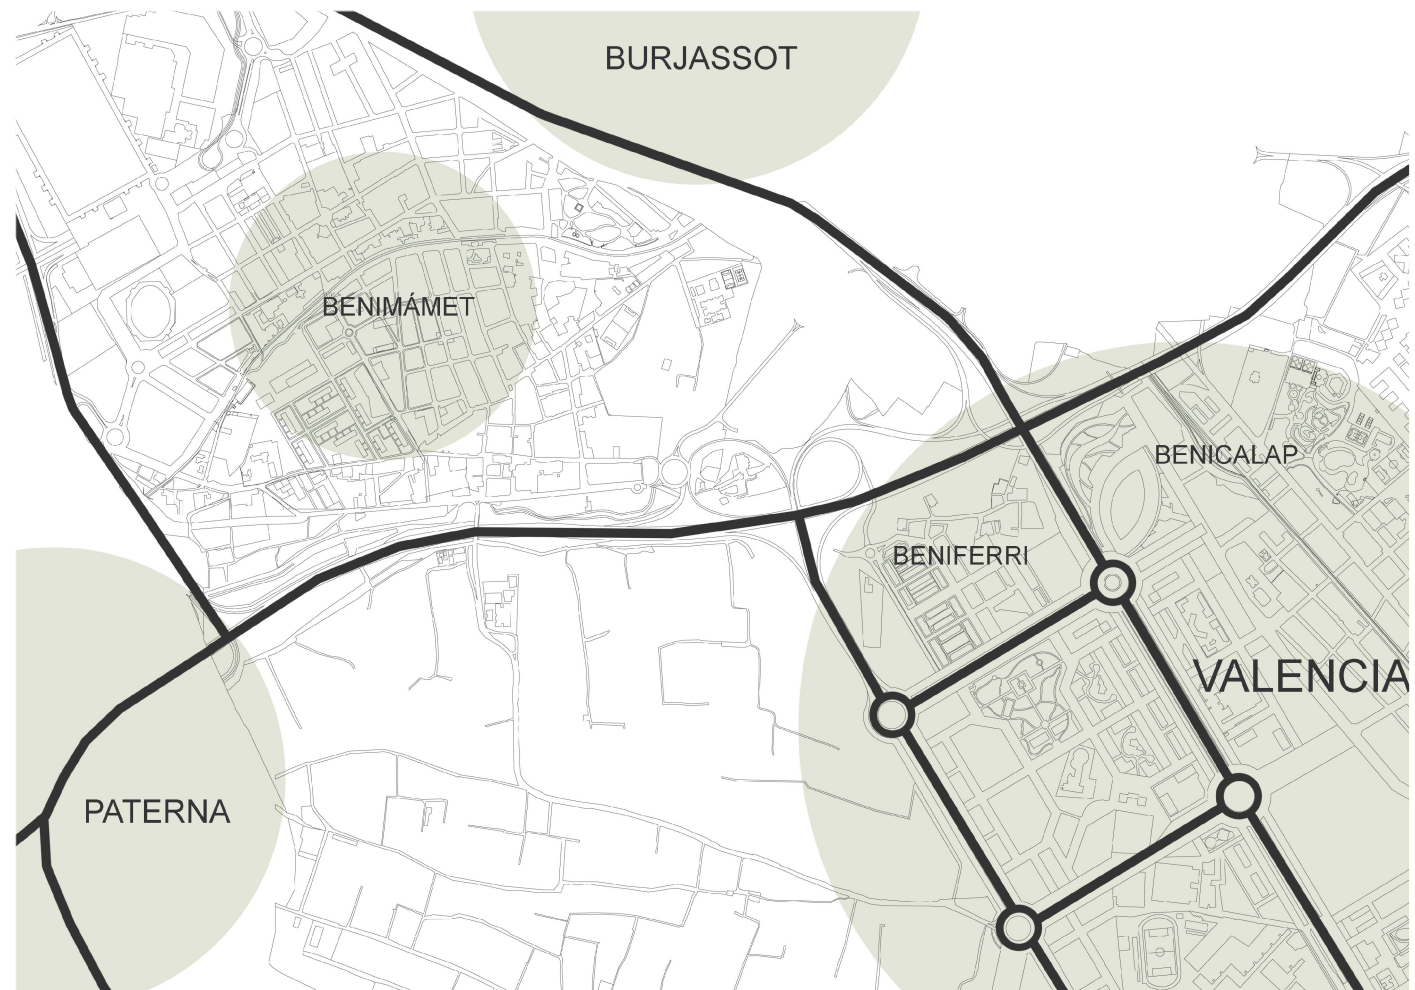 BURJASSOT
BENIMÁMET
BENICALAP
BENIFERRI
VALENCIA
PATERNA